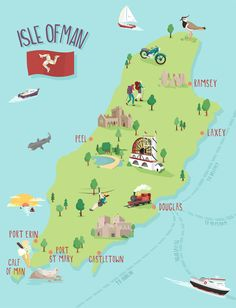 ISLE OF MAN
RAMSEY
PEEL
LAXEY
DOUGLAS
PORT ERIN
PORT
ST MARY
CALF
OF MAN
CASTLETOWN